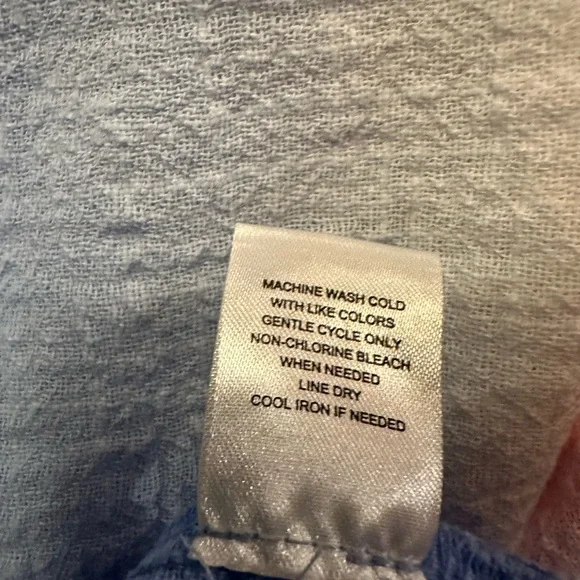 MACHINE WASH COLD
WITH LIKE COLORS
GENTLE CYCLE ONLY
NON-CHLORINE BLEACH
WHEN NEEDED
LINE DRY
COOL IRON IF NEEDED